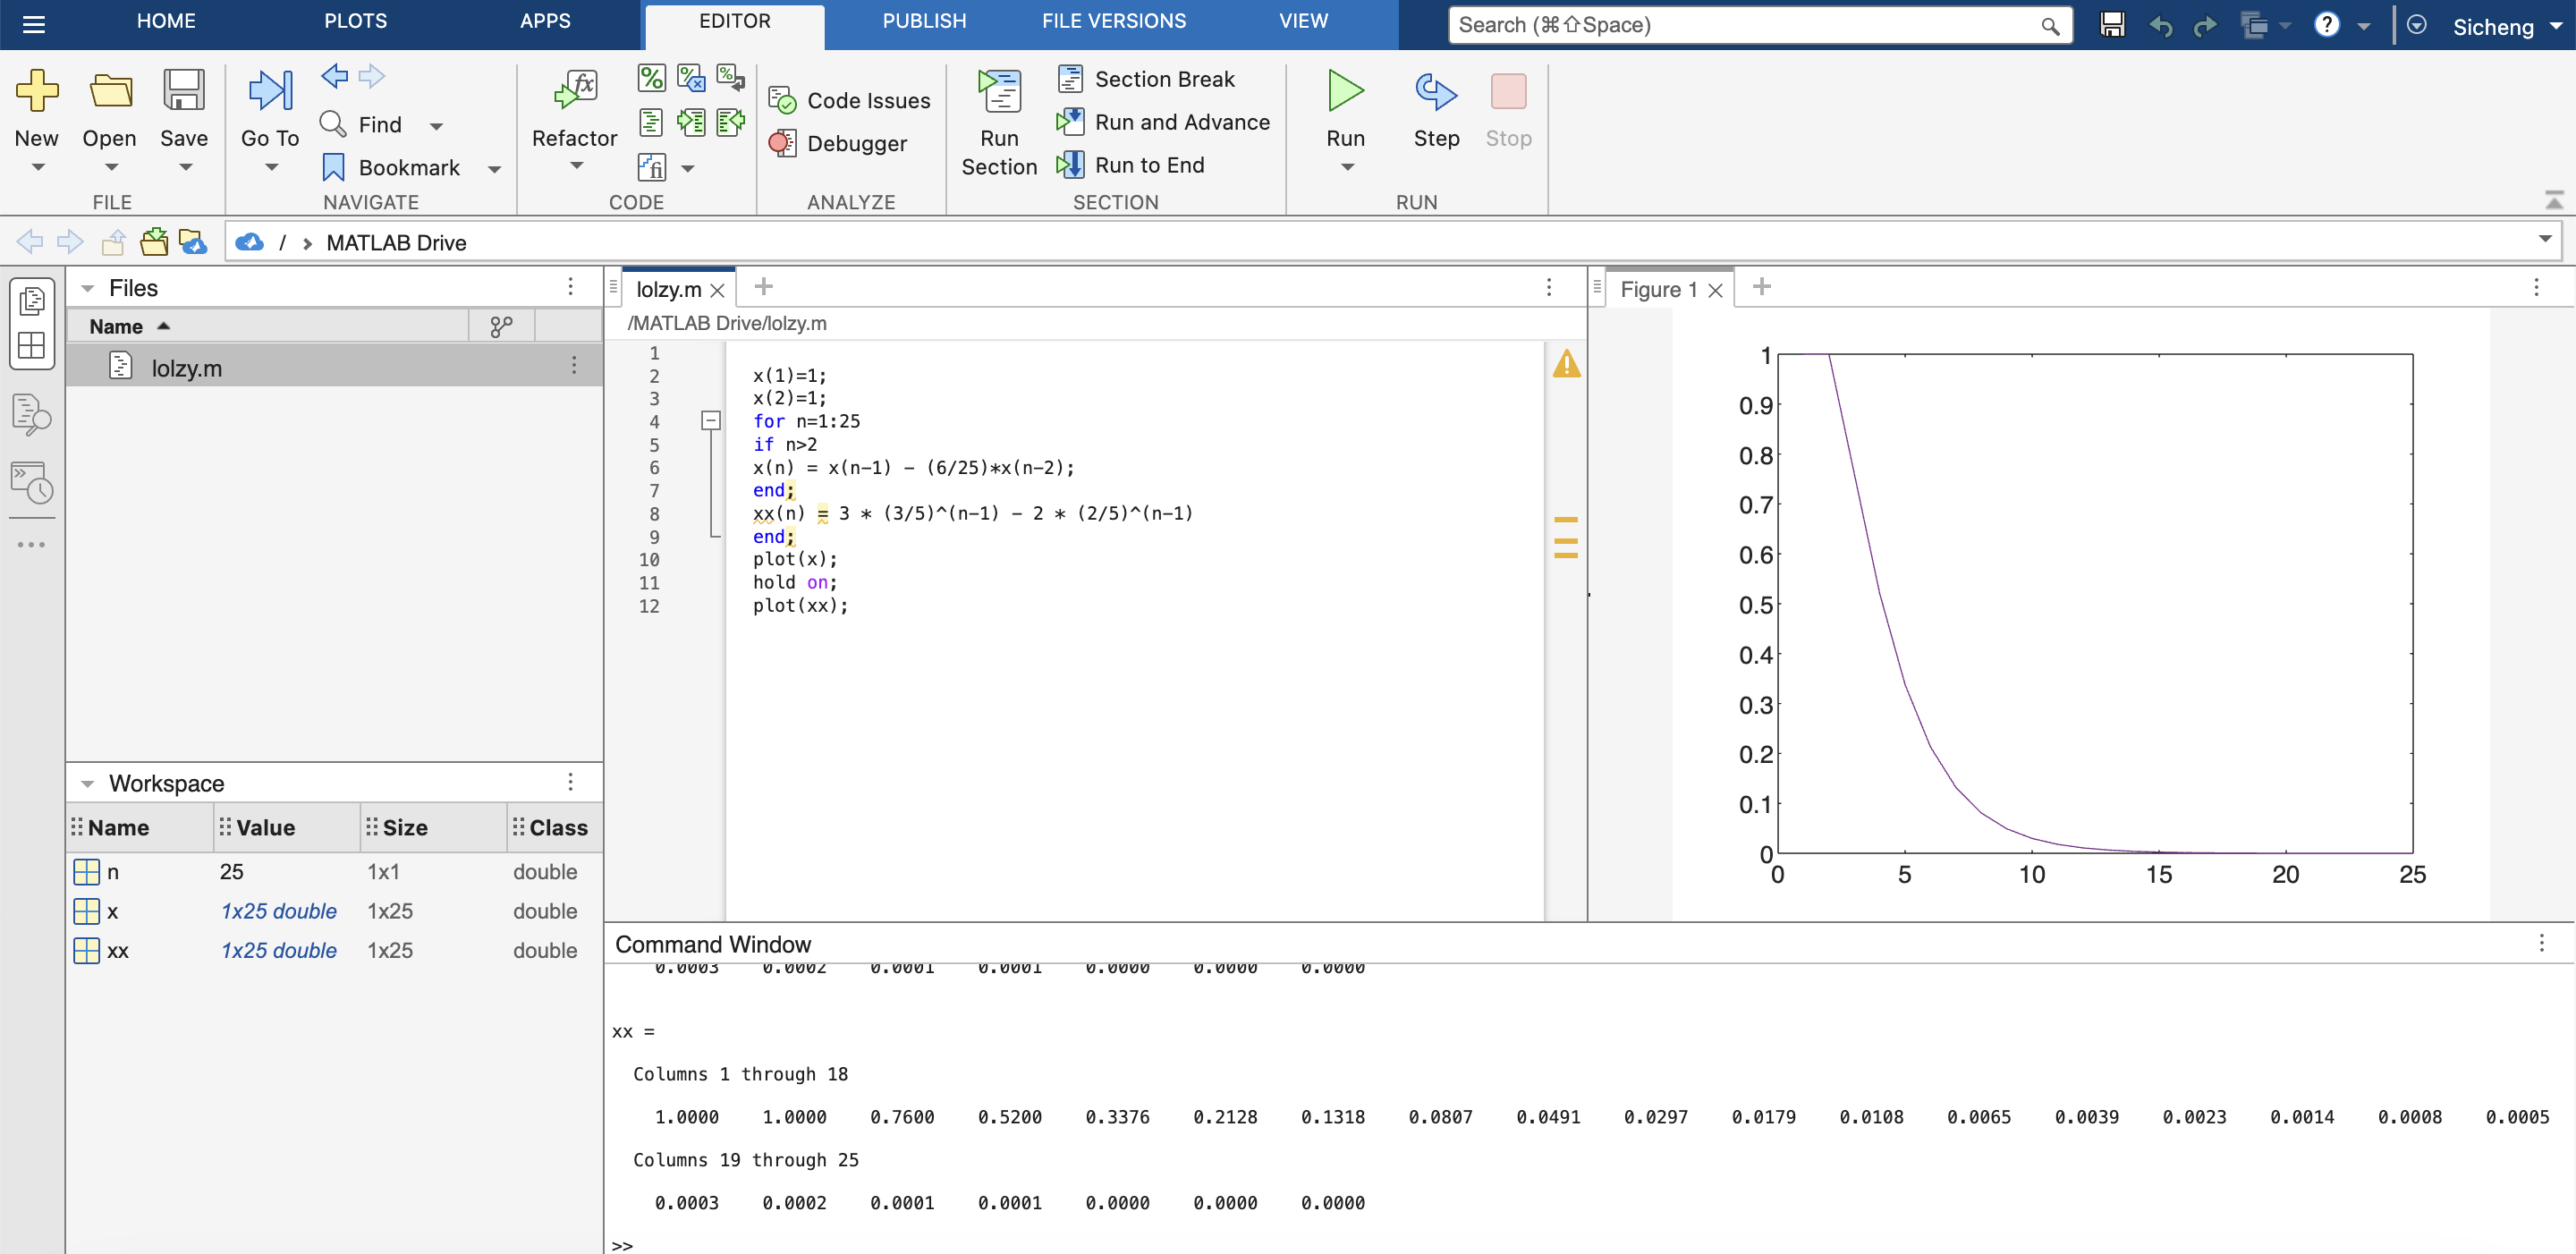 HOME PLOTS APPS EDITOR PUBLISH FILE VERSIONS VIEW Search (⌘⇧Space) Sicheng
New Open Save Go To Find Bookmark Refactor Code Issues Debugger Run Section Section Break Run and Advance Run to End Run Step Stop
FILE NAVIGATE CODE ANALYZE SECTION RUN
/ › MATLAB Drive
Files
Name
lolzy.m
lolzy.m
/MATLAB Drive/lolzy.m
1
2 x(1)=1;
3 x(2)=1;
4 for n=1:25
5 if n>2
6 x(n) = x(n-1) - (6/25)*x(n-2);
7 end;
8 xx(n) = 3 * (3/5)^(n-1) - 2 * (2/5)^(n-1)
9 end;
10 plot(x);
11 hold on;
12 plot(xx);
Figure 1
1
0.9
0.8
0.7
0.6
0.5
0.4
0.3
0.2
0.1
0
0 5 10 15 20 25
Workspace
Name Value Size Class
n 25 1x1 double
x 1x25 double 1x25 double
xx 1x25 double 1x25 double
Command Window
0.0003 0.0002 0.0001 0.0001 0.0000 0.0000 0.0000
xx =
Columns 1 through 18
1.0000 1.0000 0.7600 0.5200 0.3376 0.2128 0.1318 0.0807 0.0491 0.0297 0.0179 0.0108 0.0065 0.0039 0.0023 0.0014 0.0008 0.0005
Columns 19 through 25
0.0003 0.0002 0.0001 0.0001 0.0000 0.0000 0.0000
>>